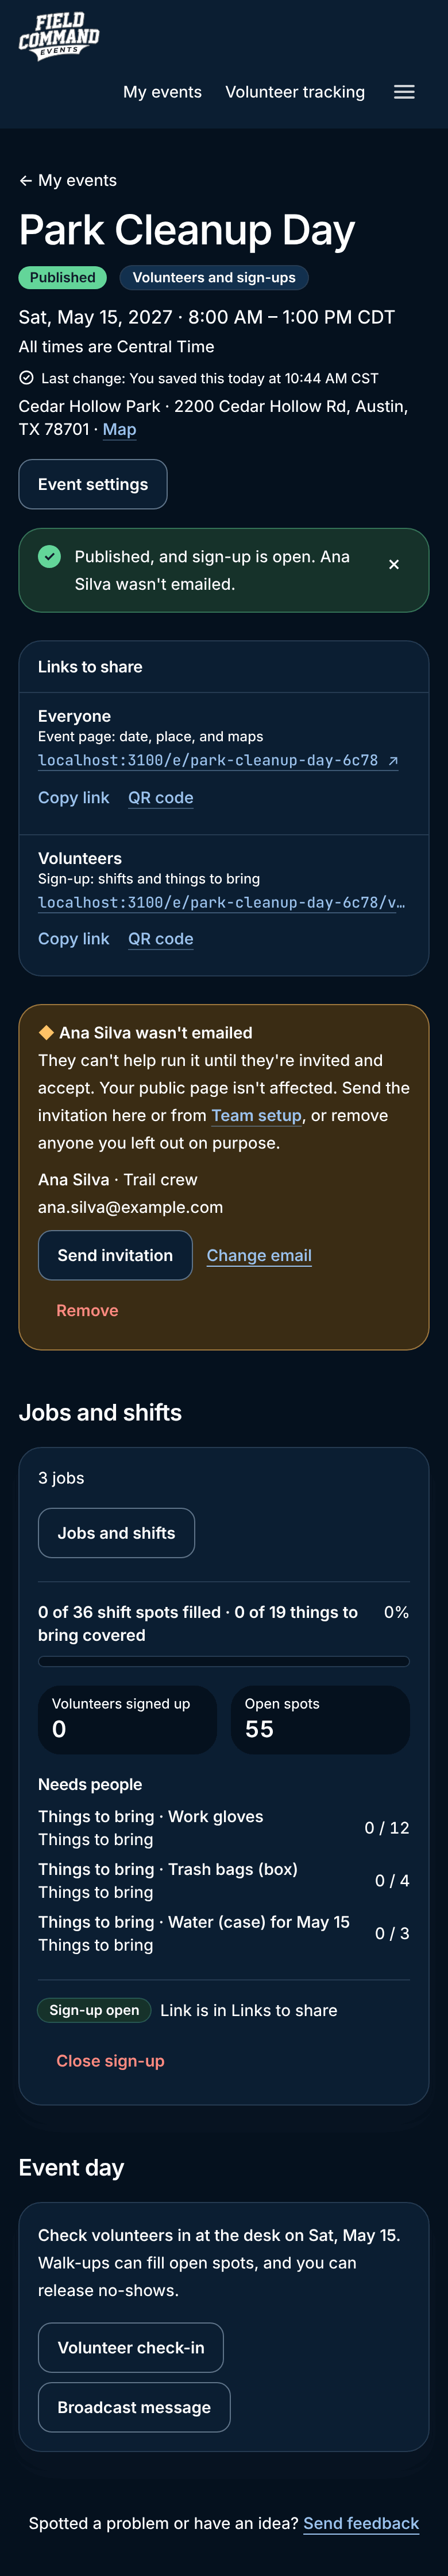 FIELD
COMMAND
EVENTS
My events
Volunteer tracking
← My events
Park Cleanup Day
Published
Volunteers and sign-ups
Sat, May 15, 2027 · 8:00 AM – 1:00 PM CDT
All times are Central Time
Last change: You saved this today at 10:44 AM CST
Cedar Hollow Park · 2200 Cedar Hollow Rd, Austin,
TX 78701 · Map
Event settings
Published, and sign-up is open. Ana
Silva wasn't emailed.
Links to share
Everyone
Event page: date, place, and maps
localhost:3100/e/park-cleanup-day-6c78 ↗
Copy link
QR code
Volunteers
Sign-up: shifts and things to bring
localhost:3100/e/park-cleanup-day-6c78/v…
Copy link
QR code
Ana Silva wasn't emailed
They can't help run it until they're invited and
accept. Your public page isn't affected. Send the
invitation here or from Team setup, or remove
anyone you left out on purpose.
Ana Silva · Trail crew
ana.silva@example.com
Send invitation
Change email
Remove
Jobs and shifts
3 jobs
Jobs and shifts
0 of 36 shift spots filled · 0 of 19 things to
bring covered
0%
Volunteers signed up
0
Open spots
55
Needs people
Things to bring · Work gloves
Things to bring
0 / 12
Things to bring · Trash bags (box)
Things to bring
0 / 4
Things to bring · Water (case) for May 15
Things to bring
0 / 3
Sign-up open
Link is in Links to share
Close sign-up
Event day
Check volunteers in at the desk on Sat, May 15.
Walk-ups can fill open spots, and you can
release no-shows.
Volunteer check-in
Broadcast message
Spotted a problem or have an idea? Send feedback